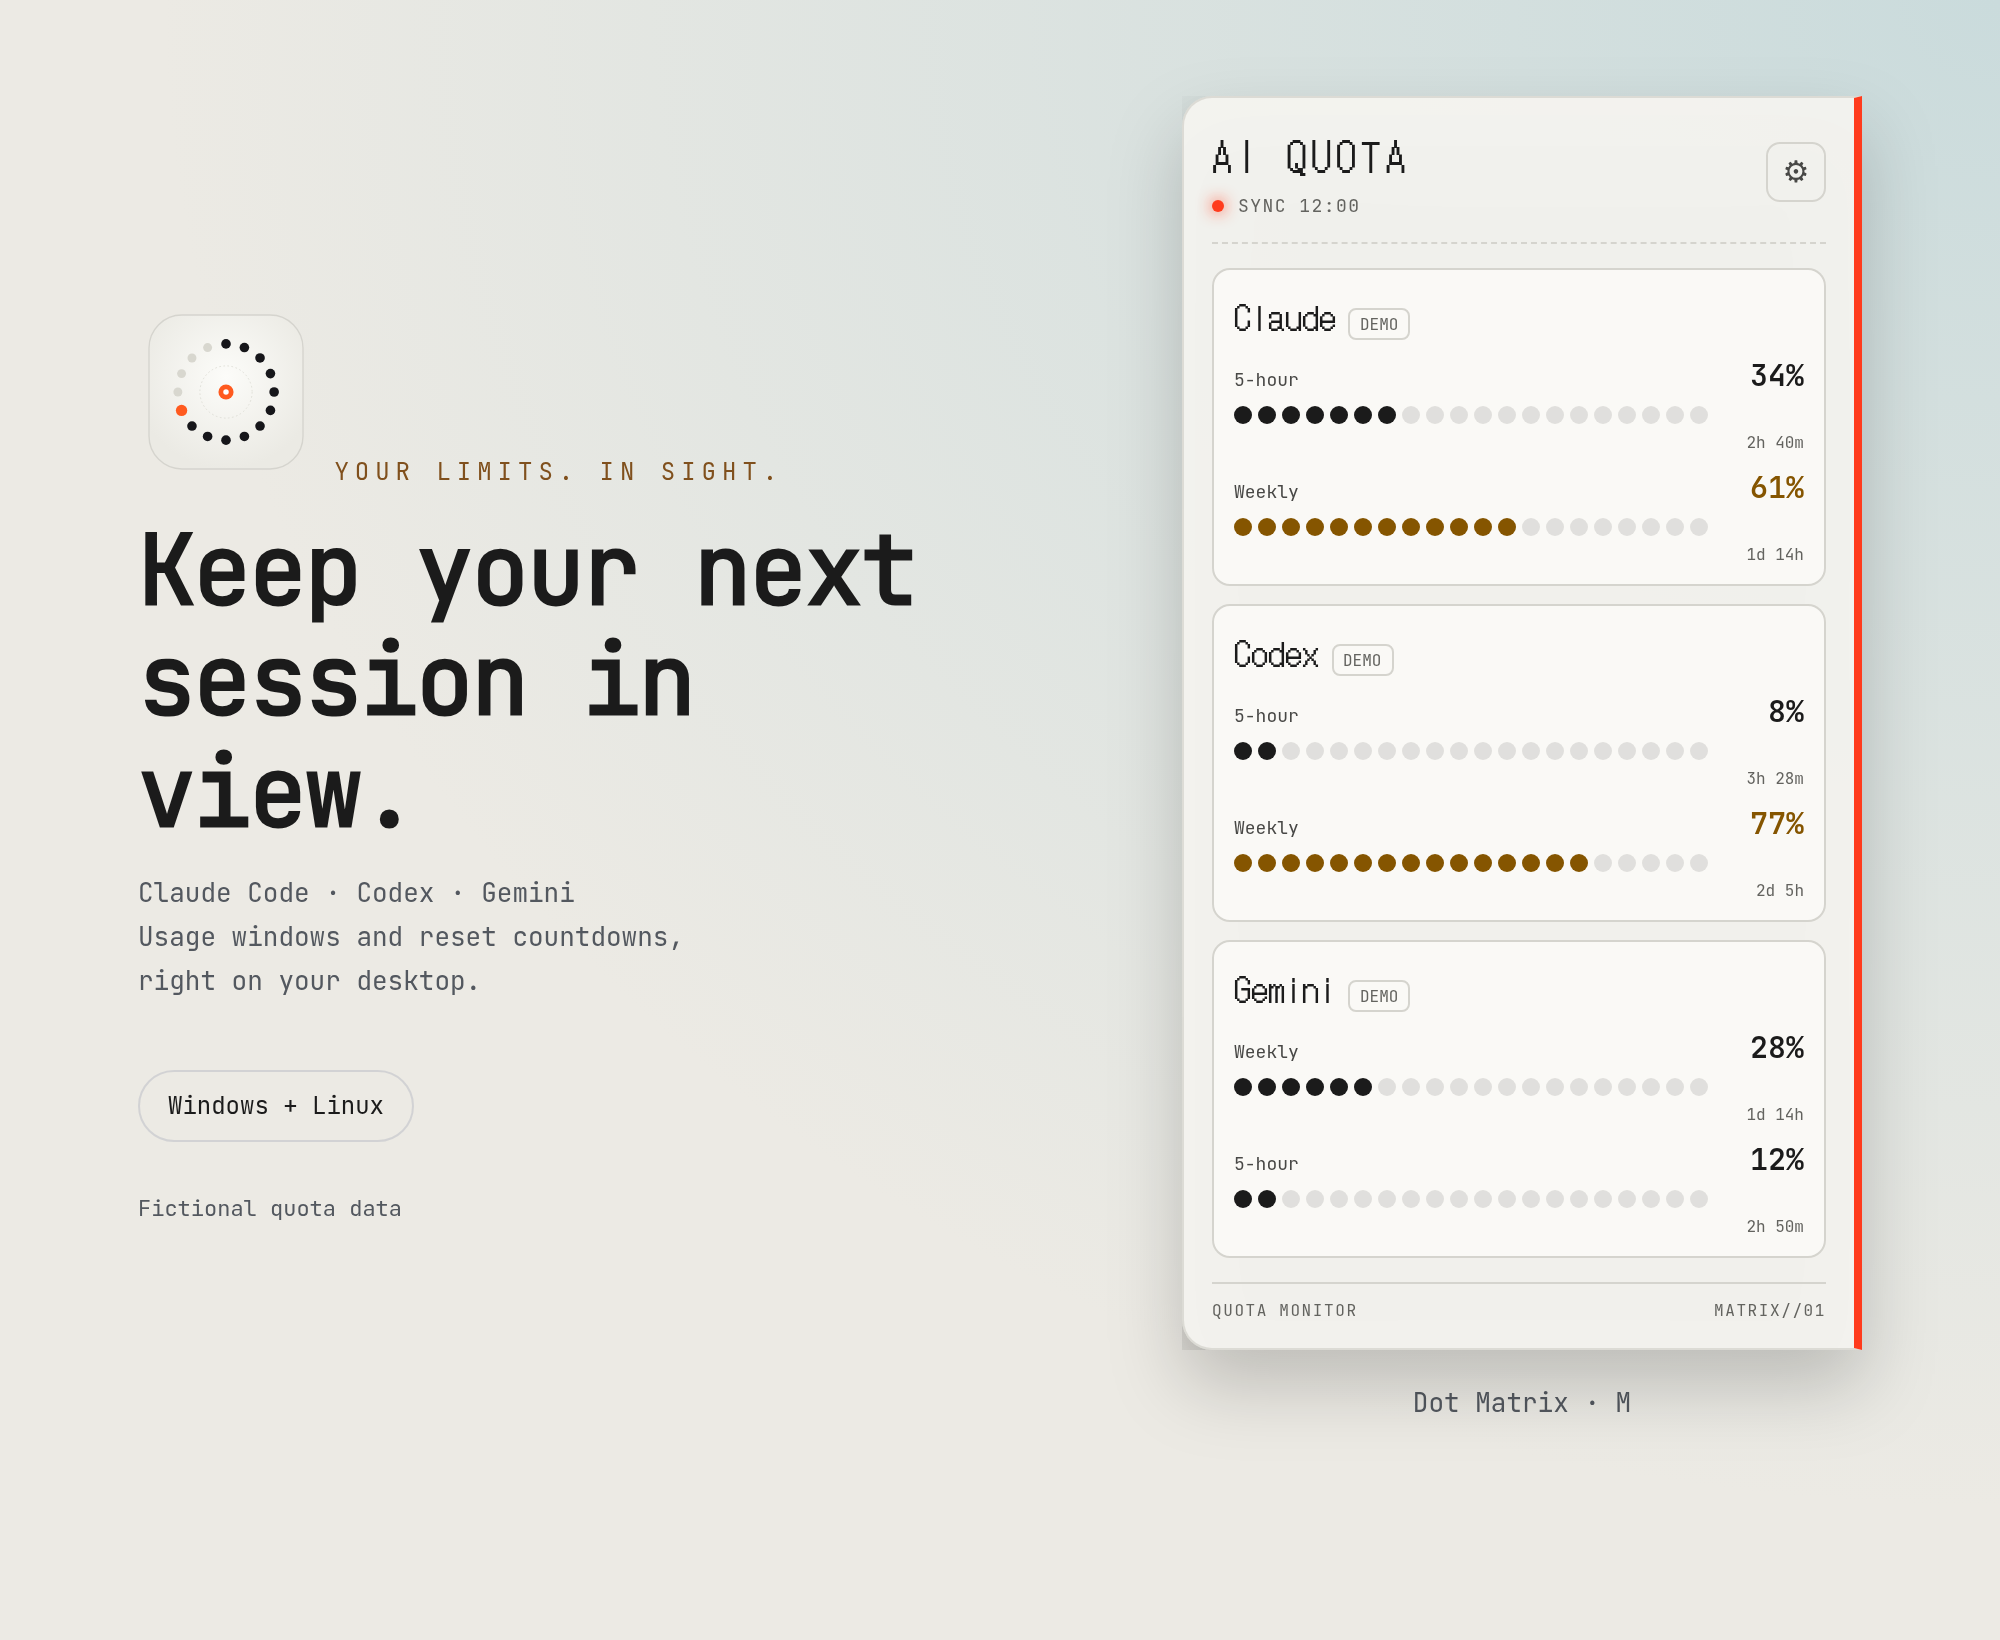 YOUR LIMITS. IN SIGHT.
Keep your next
session in
view.
Claude Code · Codex · Gemini
Usage windows and reset countdowns,
right on your desktop.
Windows + Linux
Fictional quota data
AI QUOTA
SYNC 12:00
Claude DEMO
5-hour 34%
2h 40m
Weekly 61%
1d 14h
Codex DEMO
5-hour 8%
3h 28m
Weekly 77%
2d 5h
Gemini DEMO
Weekly 28%
1d 14h
5-hour 12%
2h 50m
QUOTA MONITOR MATRIX//01
Dot Matrix · M